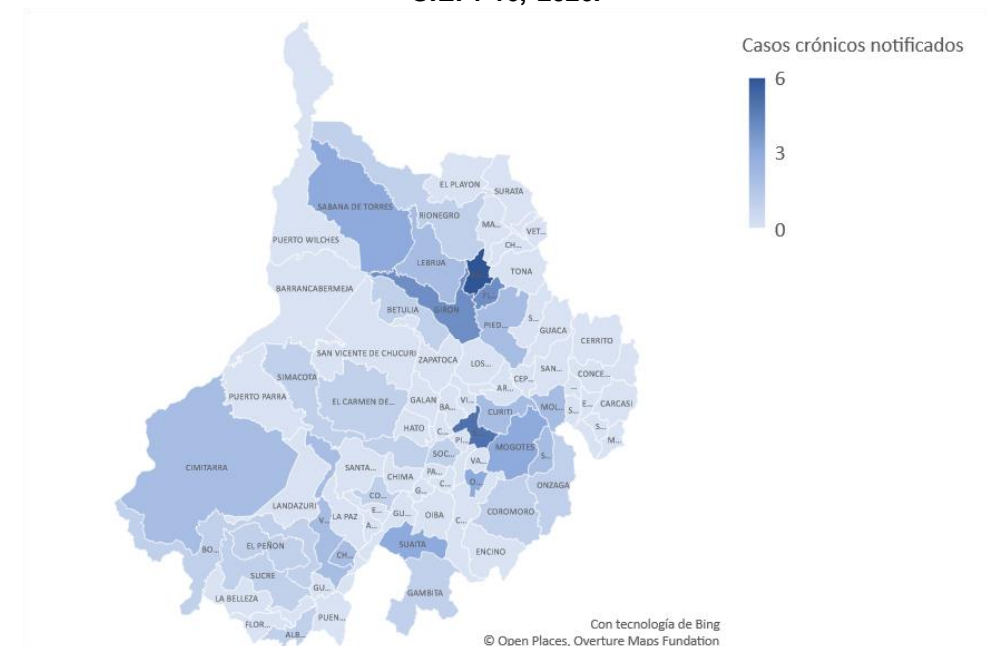 Casos crónicos notificados
6
3
0
EL PLAYON
SURATA
SABANA DE TORRES
RIONEGRO
MA...
VET...
PUERTO WILCHES
CH...
LEBRIJA
TONA
BARRANCABERMEJA
BETULIA
GIRON
PIED...
S...
GUACA
CERRITO
SAN VICENTE DE CHUCURI
ZAPATOCA
LOS...
SAN...
CONCE...
SIMACOTA
CEP...
AR...
...
PUERTO PARRA
EL CARMEN DE...
GALAN
VI...
BA...
CURITI
MOL...
S...
E...
CARCASI
HATO
C...
PI...
S...
M...
MOGOTES
SOC...
VA...
S...
CIMITARRA
SANTA...
CHIMA
PA...
C...
O...
ONZAGA
G...
CO...
LANDAZURI
E...
GU...
OIBA
C...
COROMORO
V...
LA PAZ
A...
BO...
EL PEÑON
CH...
SUAITA
ENCINO
SUCRE
GU...
GAMBITA
LA BELLEZA
FLOR...
PUEN...
ALB...
Con tecnología de Bing
© Open Places, Overture Maps Fundation